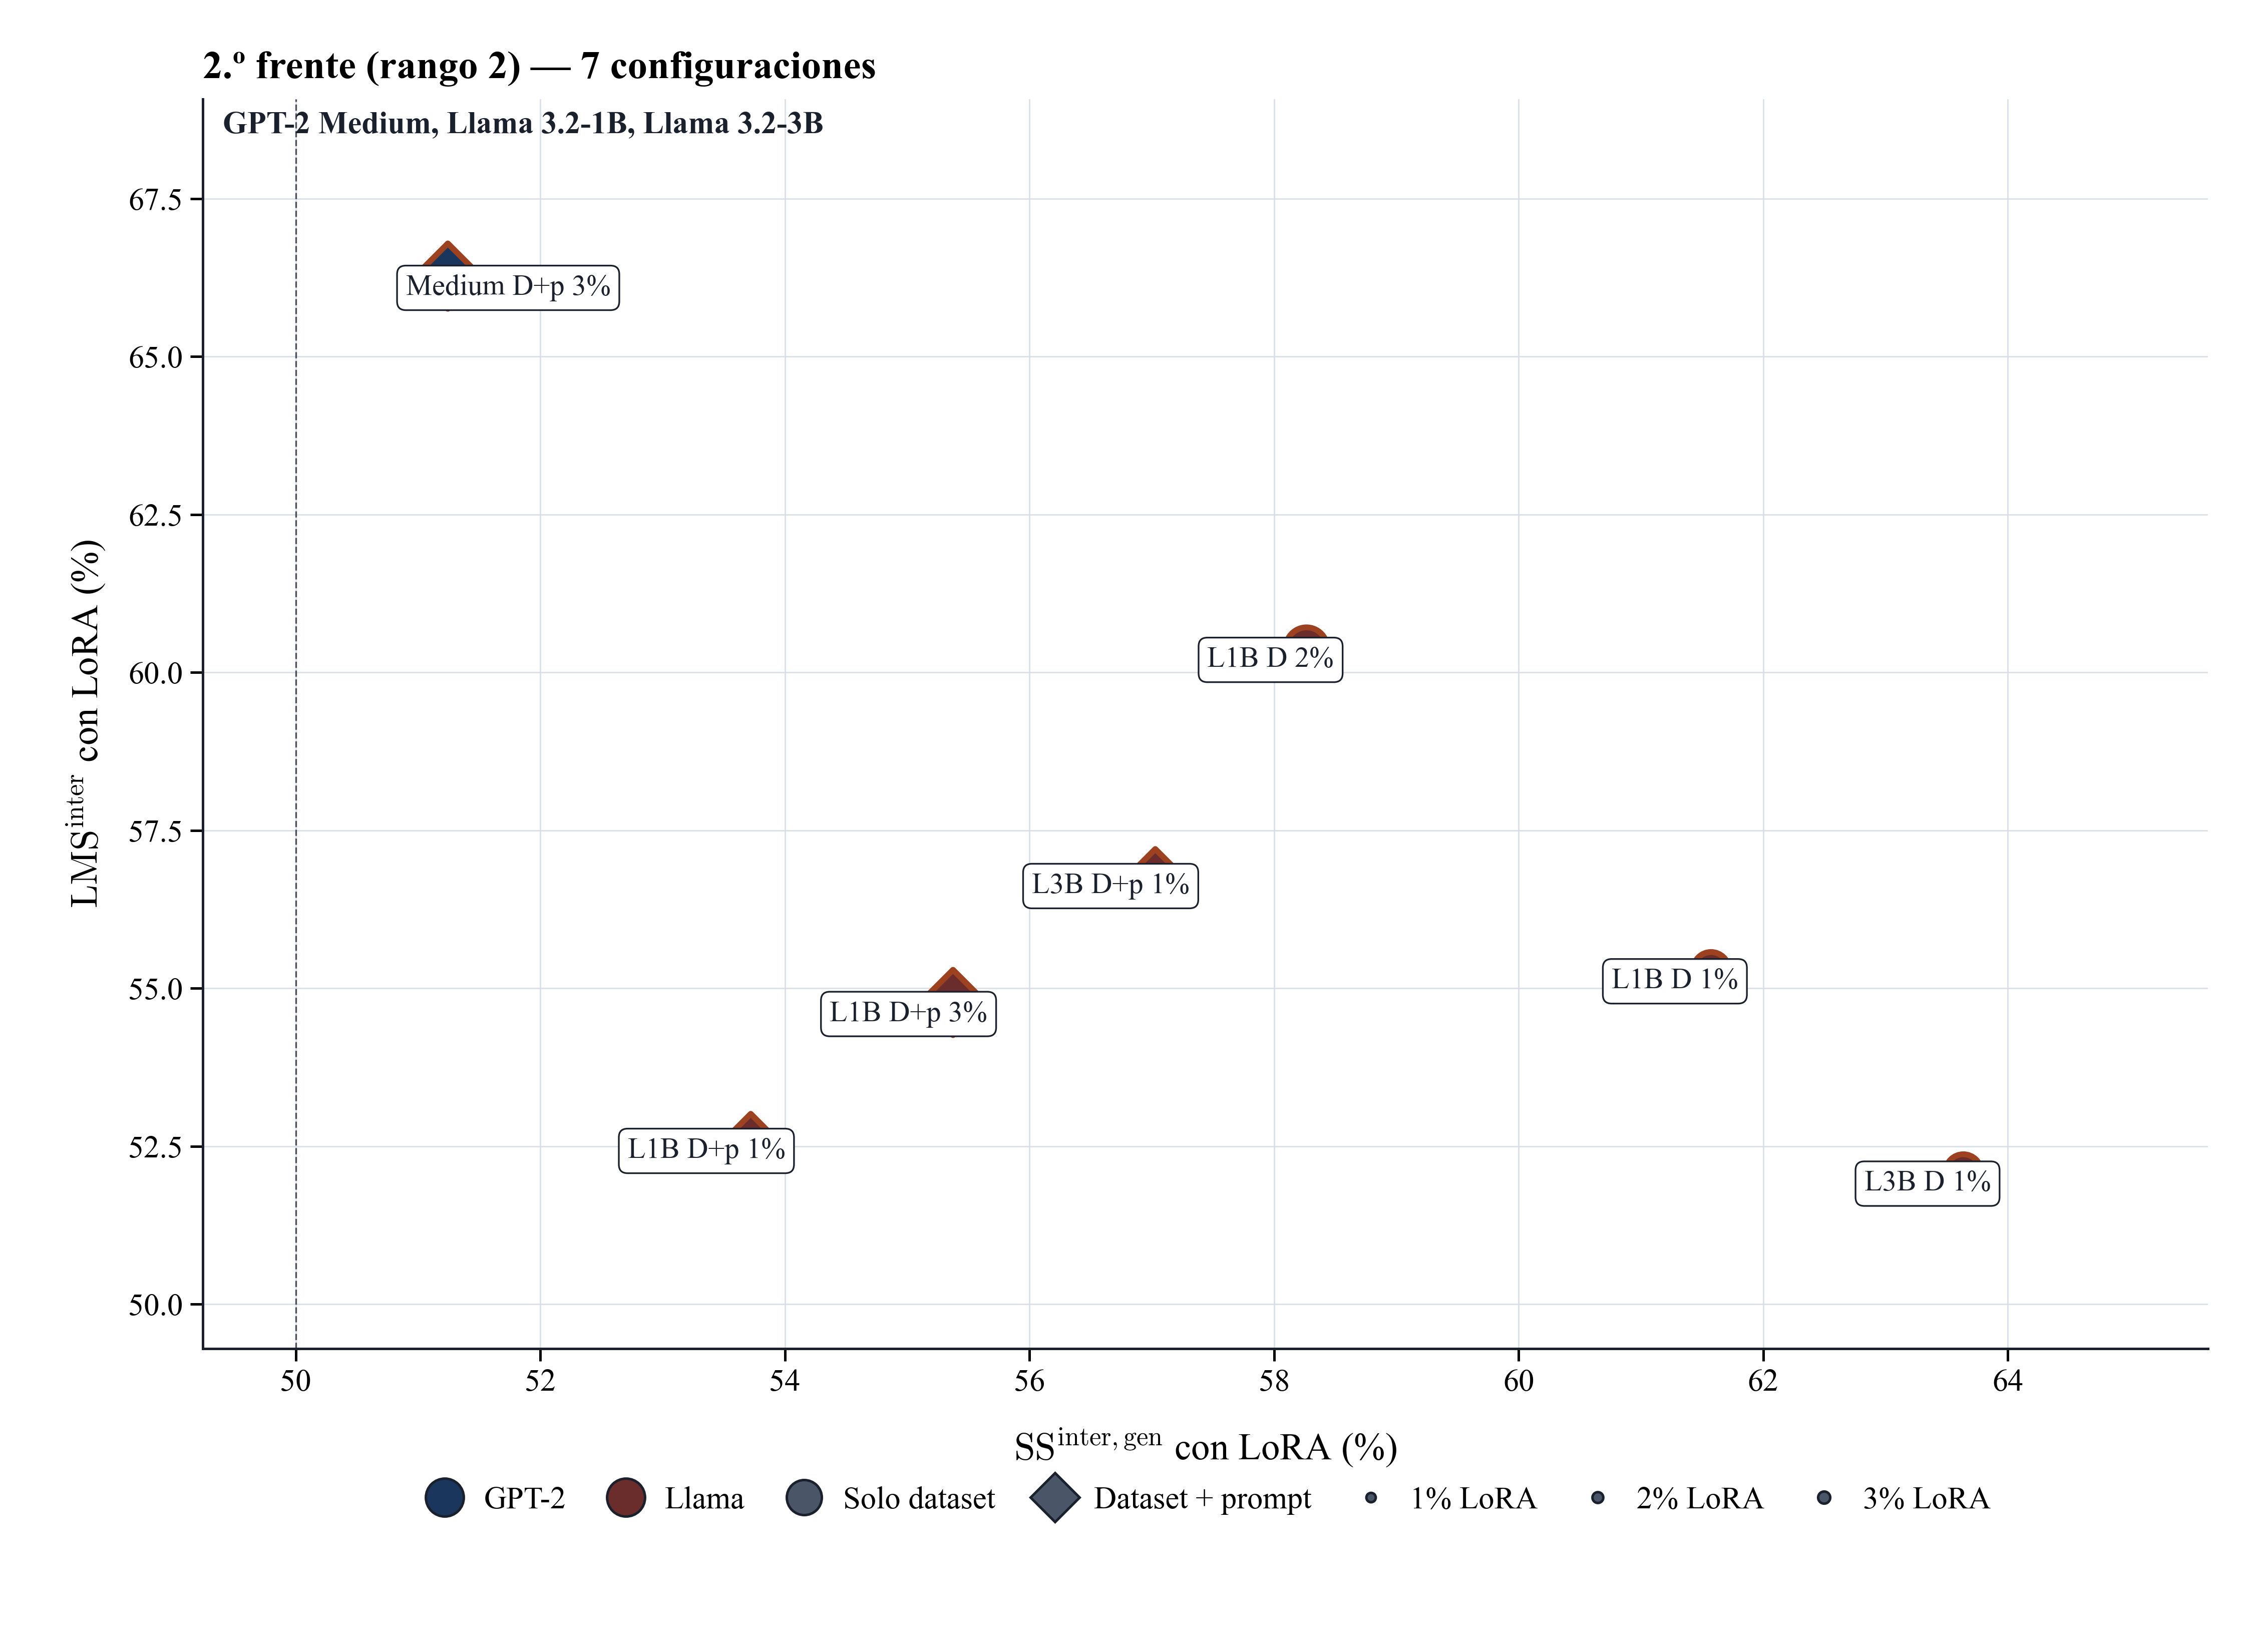 2.º frente (rango 2) — 7 configuraciones
GPT-2 Medium, Llama 3.2-1B, Llama 3.2-3B
67.5
Medium D+p 3%
65.0
62.5
L1B D 2%
60.0
LMS^inter con LoRA (%)
57.5
L3B D+p 1%
L1B D 1%
55.0
L1B D+p 3%
L1B D+p 1%
52.5
L3B D 1%
50.0
50 52 54 56 58 60 62 64
SS^inter, gen con LoRA (%)
GPT-2 Llama Solo dataset Dataset + prompt 1% LoRA 2% LoRA 3% LoRA